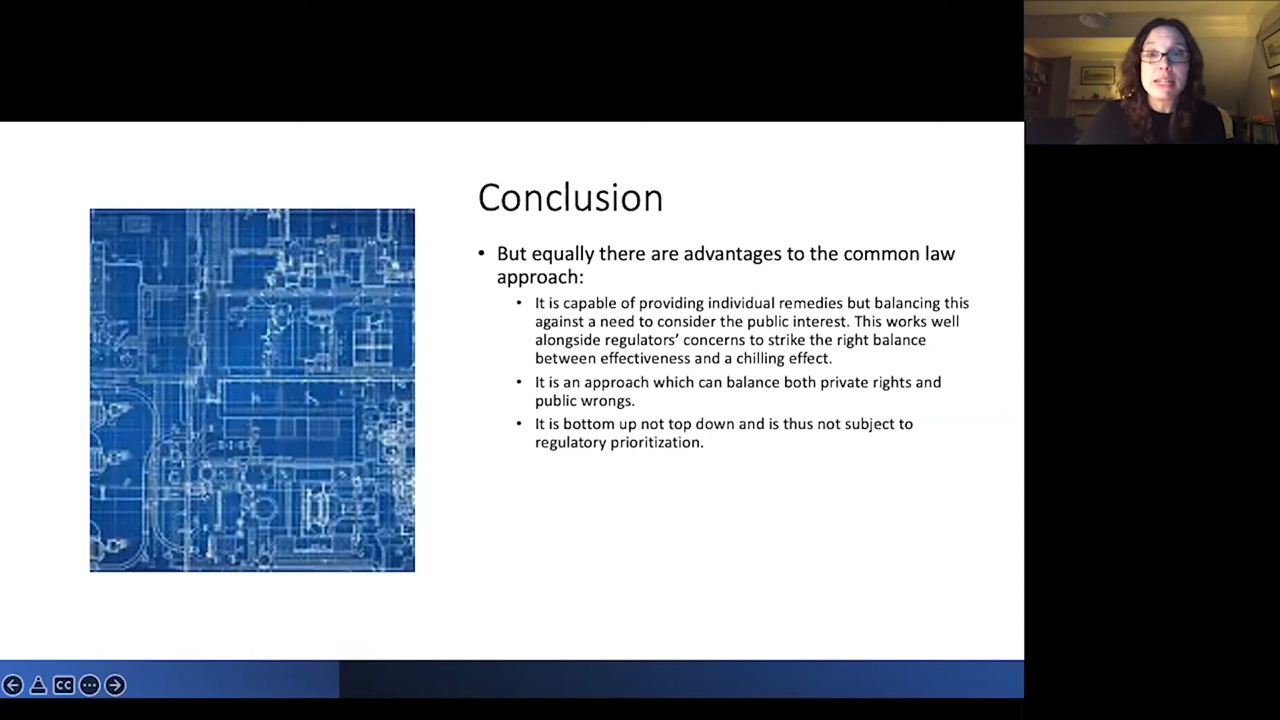 Conclusion
• But equally there are advantages to the common law
approach:
• It is capable of providing individual remedies but balancing this
against a need to consider the public interest. This works well
alongside regulators’ concerns to strike the right balance
between effectiveness and a chilling effect.
• It is an approach which can balance both private rights and
public wrongs.
• It is bottom up not top down and is thus not subject to
regulatory prioritization.
CC